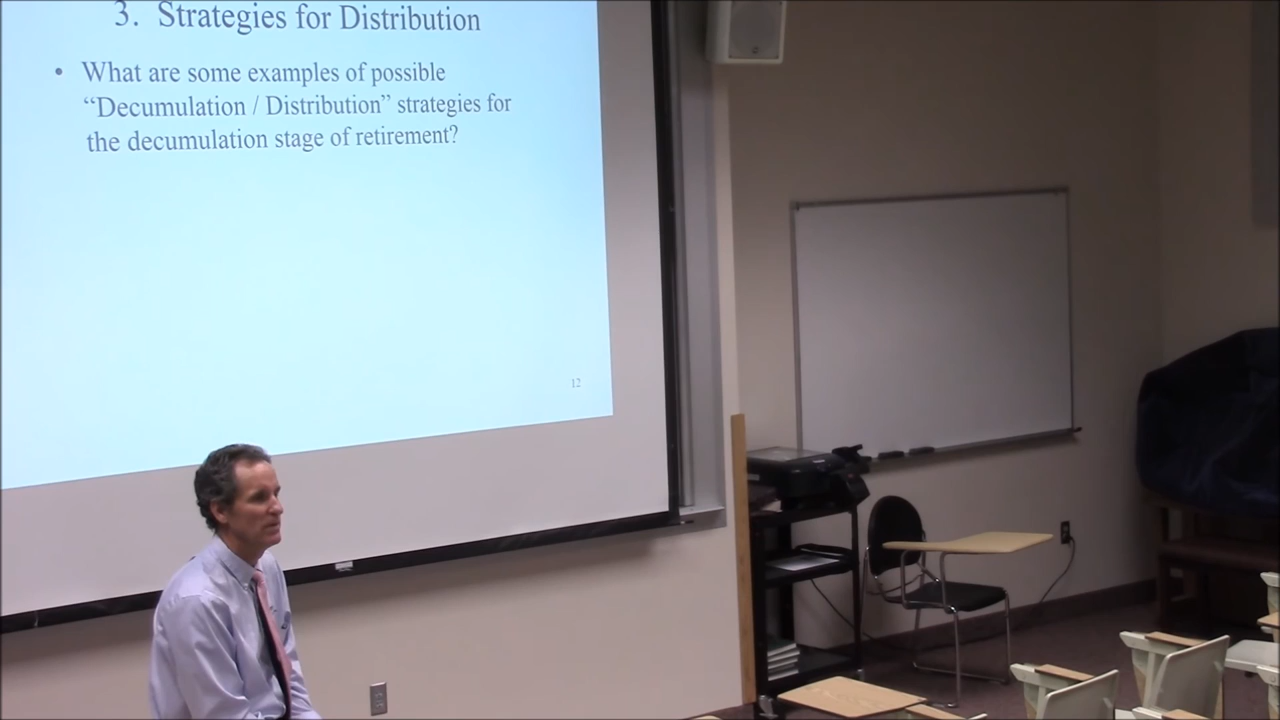 3. Strategies for Distribution
• What are some examples of possible
“Decumulation / Distribution” strategies for
the decumulation stage of retirement?
12